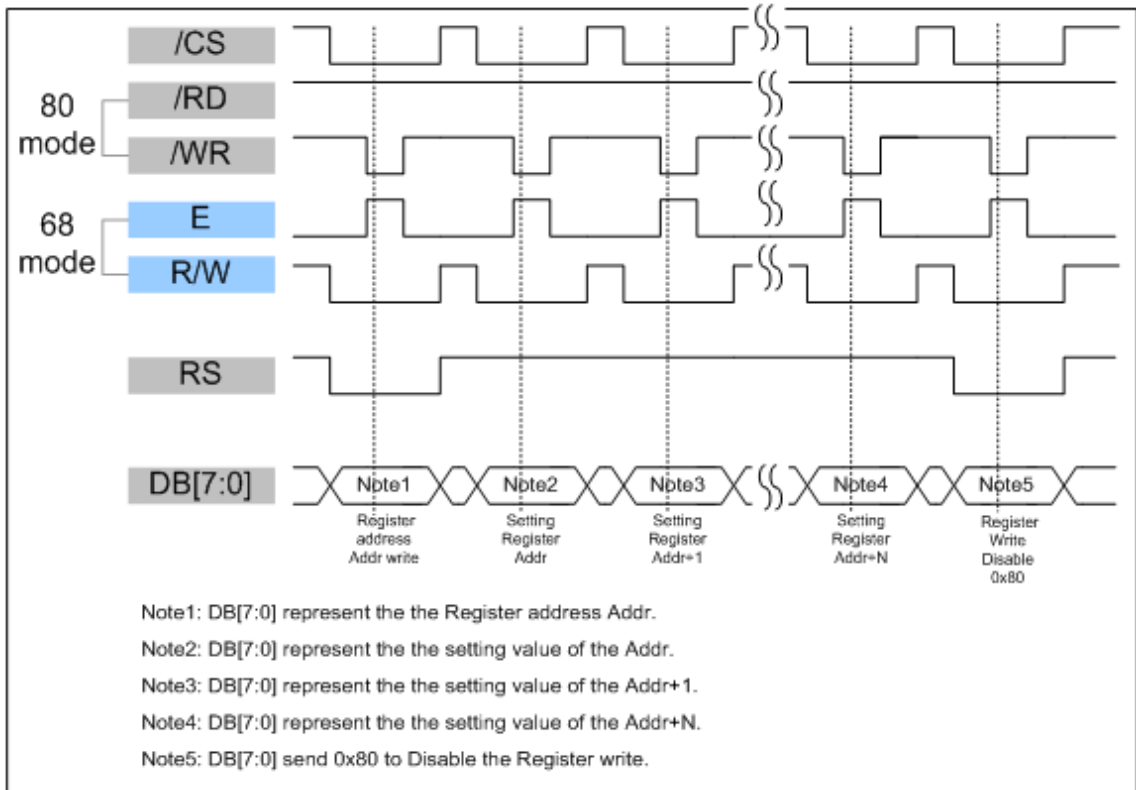 /CS
80
mode
/RD
/WR
68
mode
E
R/W
RS
DB[7:0]
Note1
Note2
Note3
Note4
Note5
Register
address
Addr write
Setting
Register
Addr
Setting
Register
Addr+1
Setting
Register
Addr+N
Register
Write
Disable
0x80
Note1: DB[7:0] represent the the Register address Addr.
Note2: DB[7:0] represent the the setting value of the Addr.
Note3: DB[7:0] represent the the setting value of the Addr+1.
Note4: DB[7:0] represent the the setting value of the Addr+N.
Note5: DB[7:0] send 0x80 to Disable the Register write.